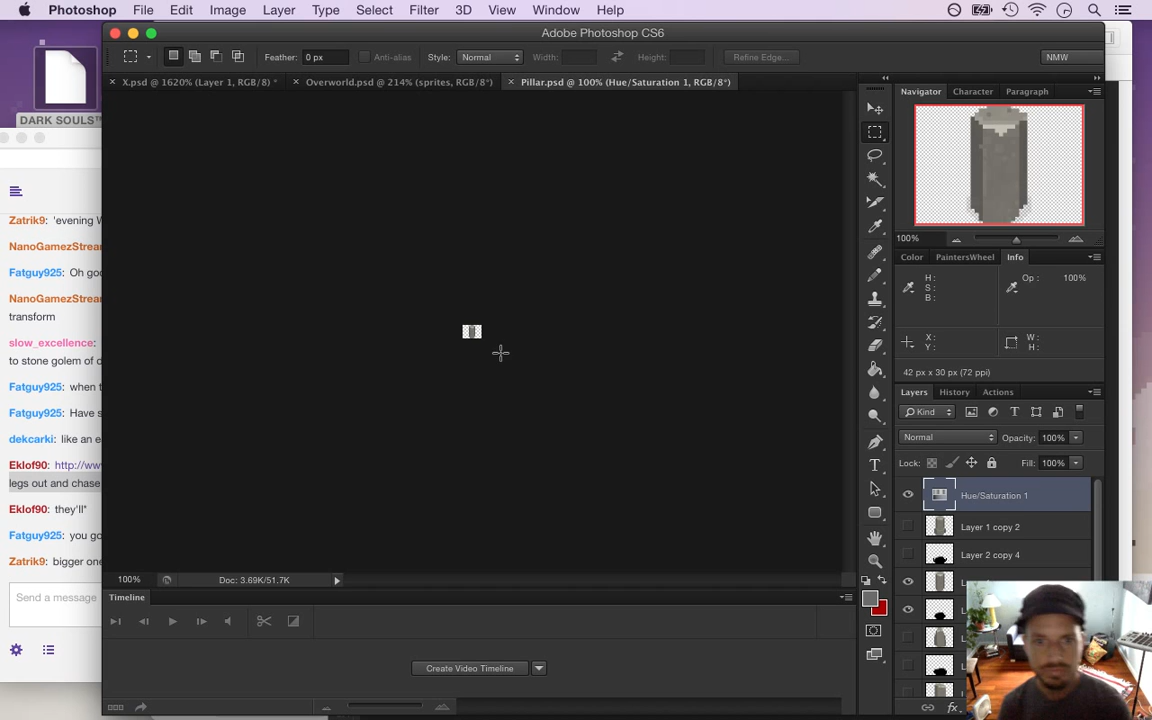 Photoshop File Edit Image Layer Type Select Filter 3D View Window Help
Adobe Photoshop CS6
Feather: 0 px Anti-alias Style: Normal Width: Height: Refine Edge... NMW
X.psd @ 1620% (Layer 1, RGB/8) * Overworld.psd @ 214% (sprites, RGB/8*) Pillar.psd @ 100% (Hue/Saturation 1, RGB/8*)
DARK SOULS™
Zatrik9: 'evening W
NanoGamezStream
Fatguy925: Oh goo
NanoGamezStream
transform
slow_excellence:
to stone golem of d
Fatguy925: when t
Fatguy925: Have s
dekcarki: like an e
Eklof90: http://ww
legs out and chase
Eklof90: they'll"
Fatguy925: you go
Zatrik9: bigger one
Send a message
100% Doc: 3.69K/51.7K
Timeline
Create Video Timeline
Navigator Character Paragraph
100%
Color PaintersWheel Info
H:
S:
B:
Op : 100%
X:
Y:
W:
H:
42 px x 30 px (72 ppi)
Layers History Actions
Kind
Normal Opacity: 100%
Lock: Fill: 100%
Hue/Saturation 1
Layer 1 copy 2
Layer 2 copy 4
fx